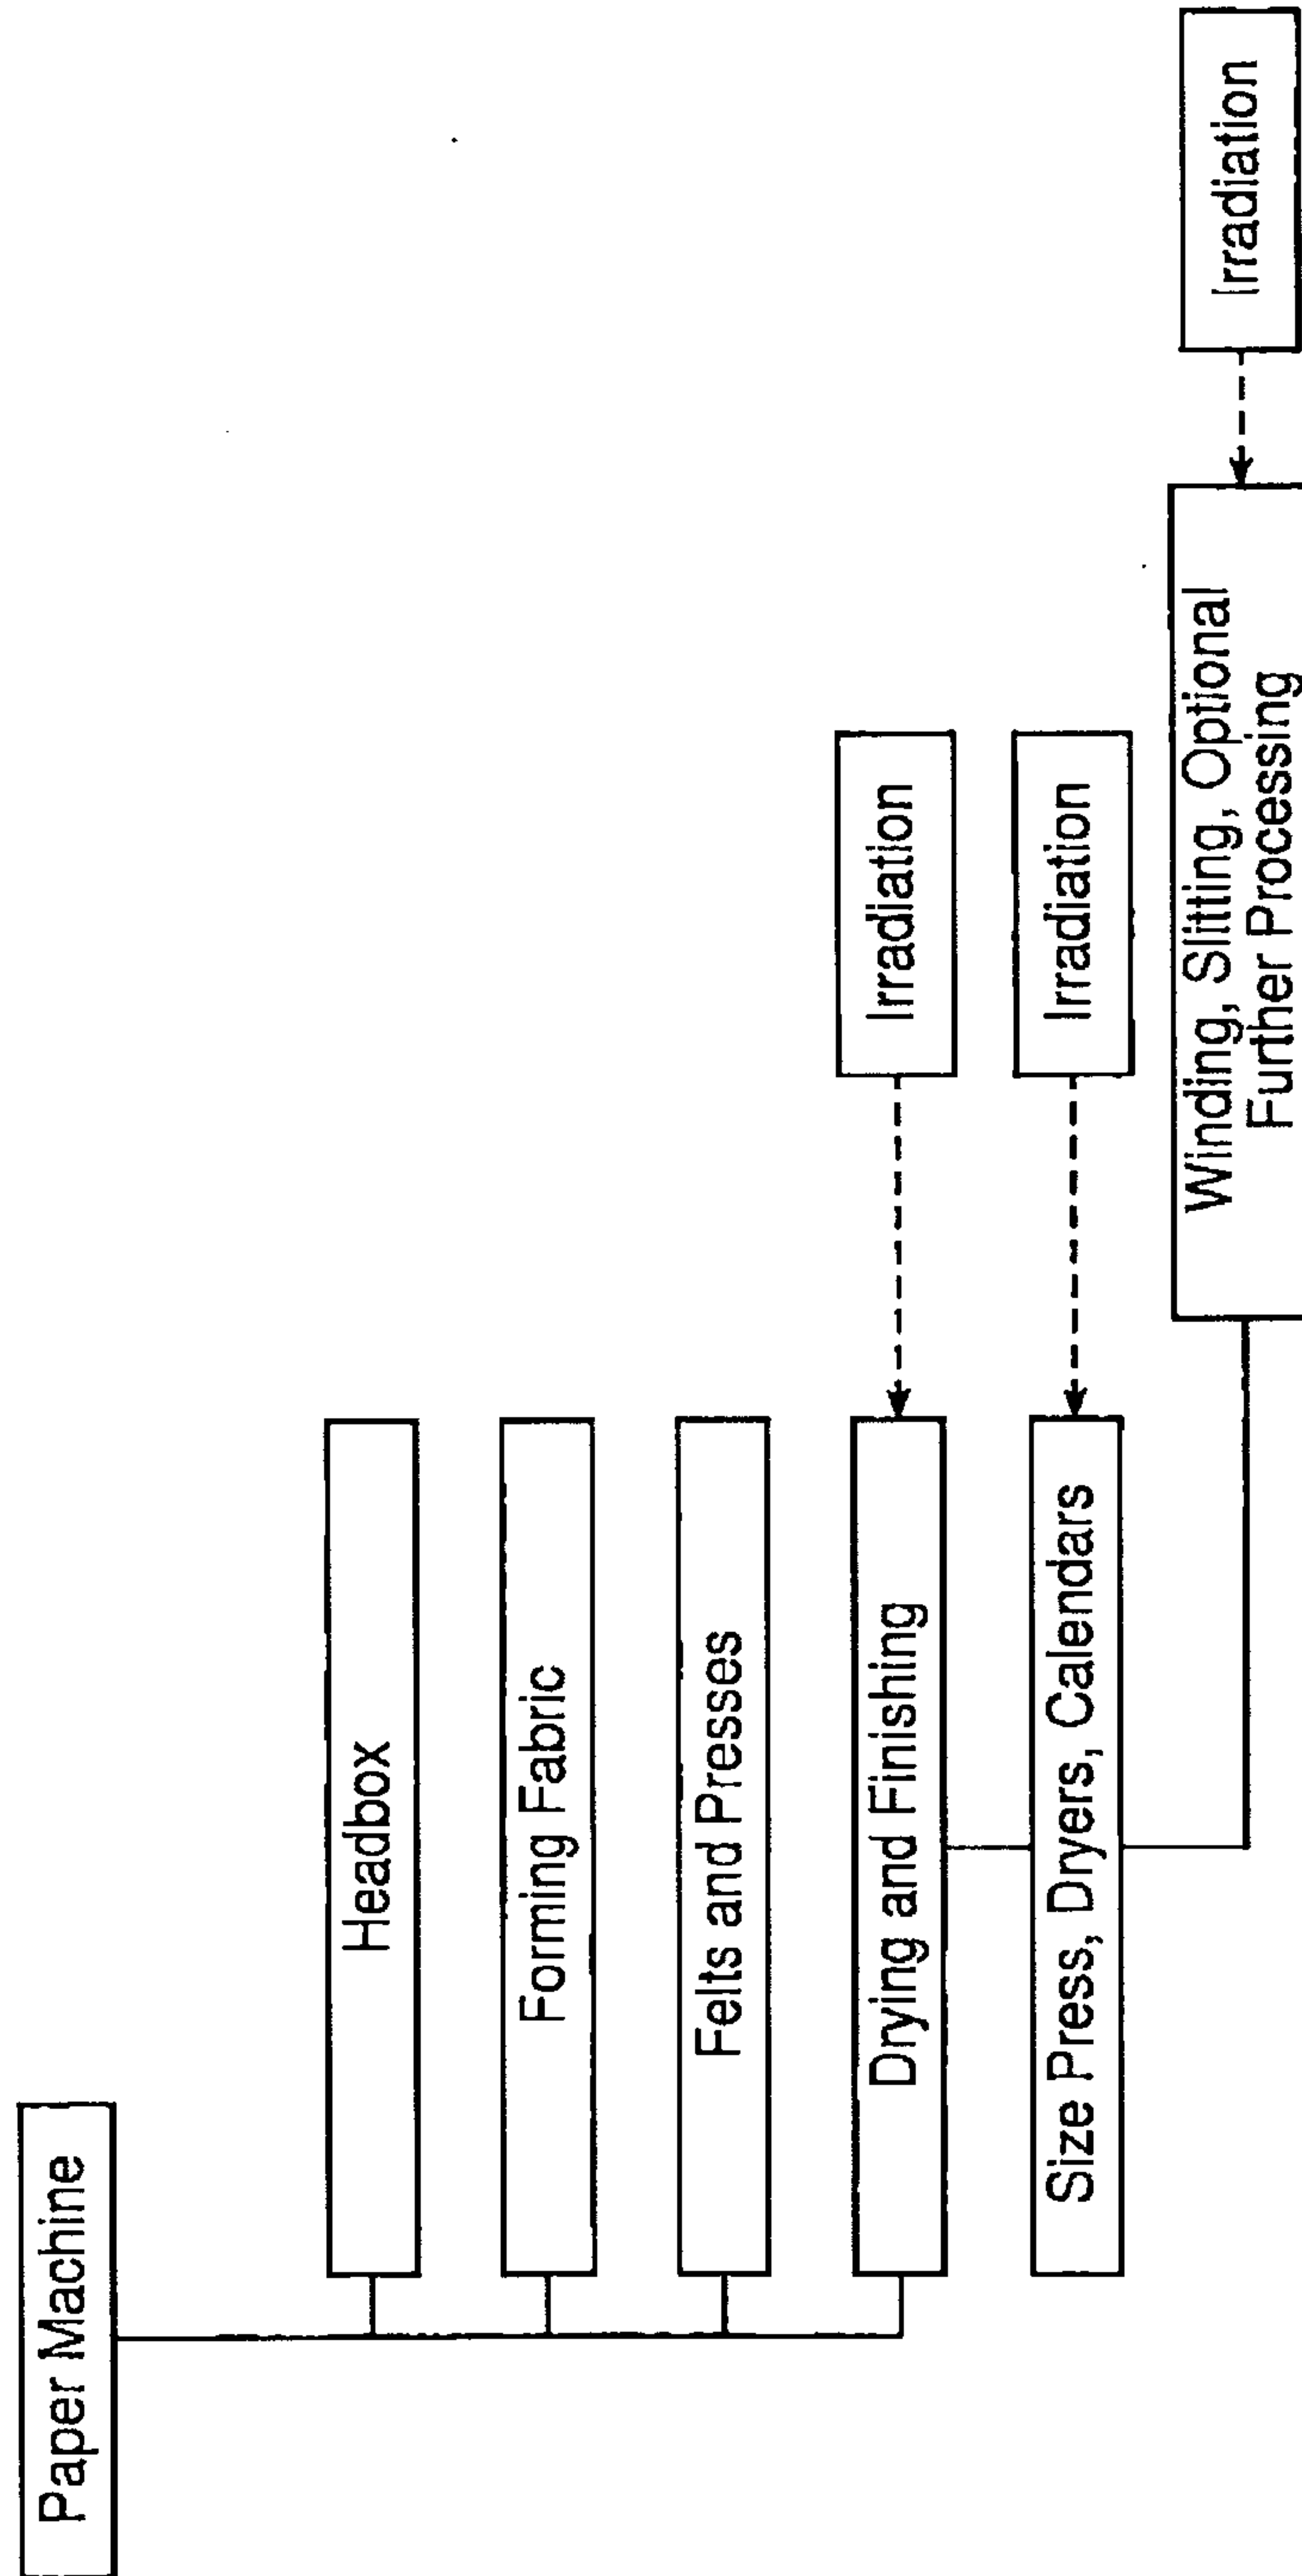 Paper Machine
Headbox
Forming Fabric
Felts and Presses
Drying and Finishing
Irradiation
Size Press, Dryers, Calendars
Irradiation
Winding, Slitting, Optional
Further Processing
Irradiation